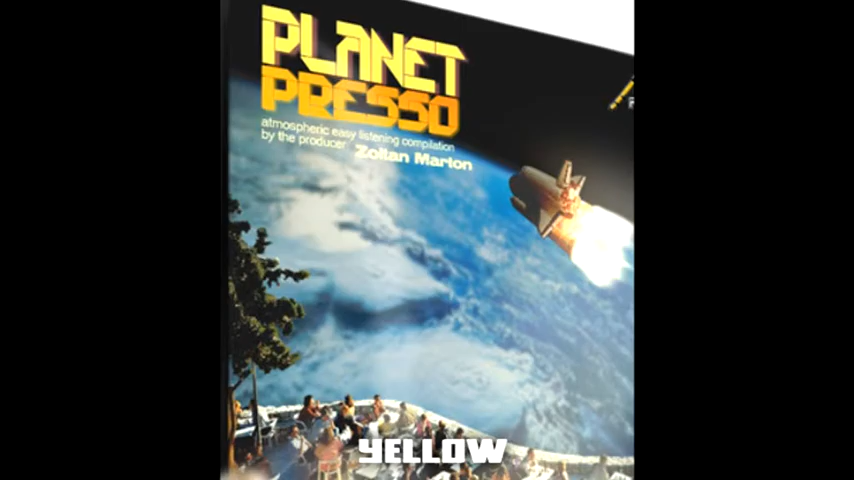 PLANET
PRESSO
atmospheric easy listening compilation
by the producer Zoltan Marton
YELLOW